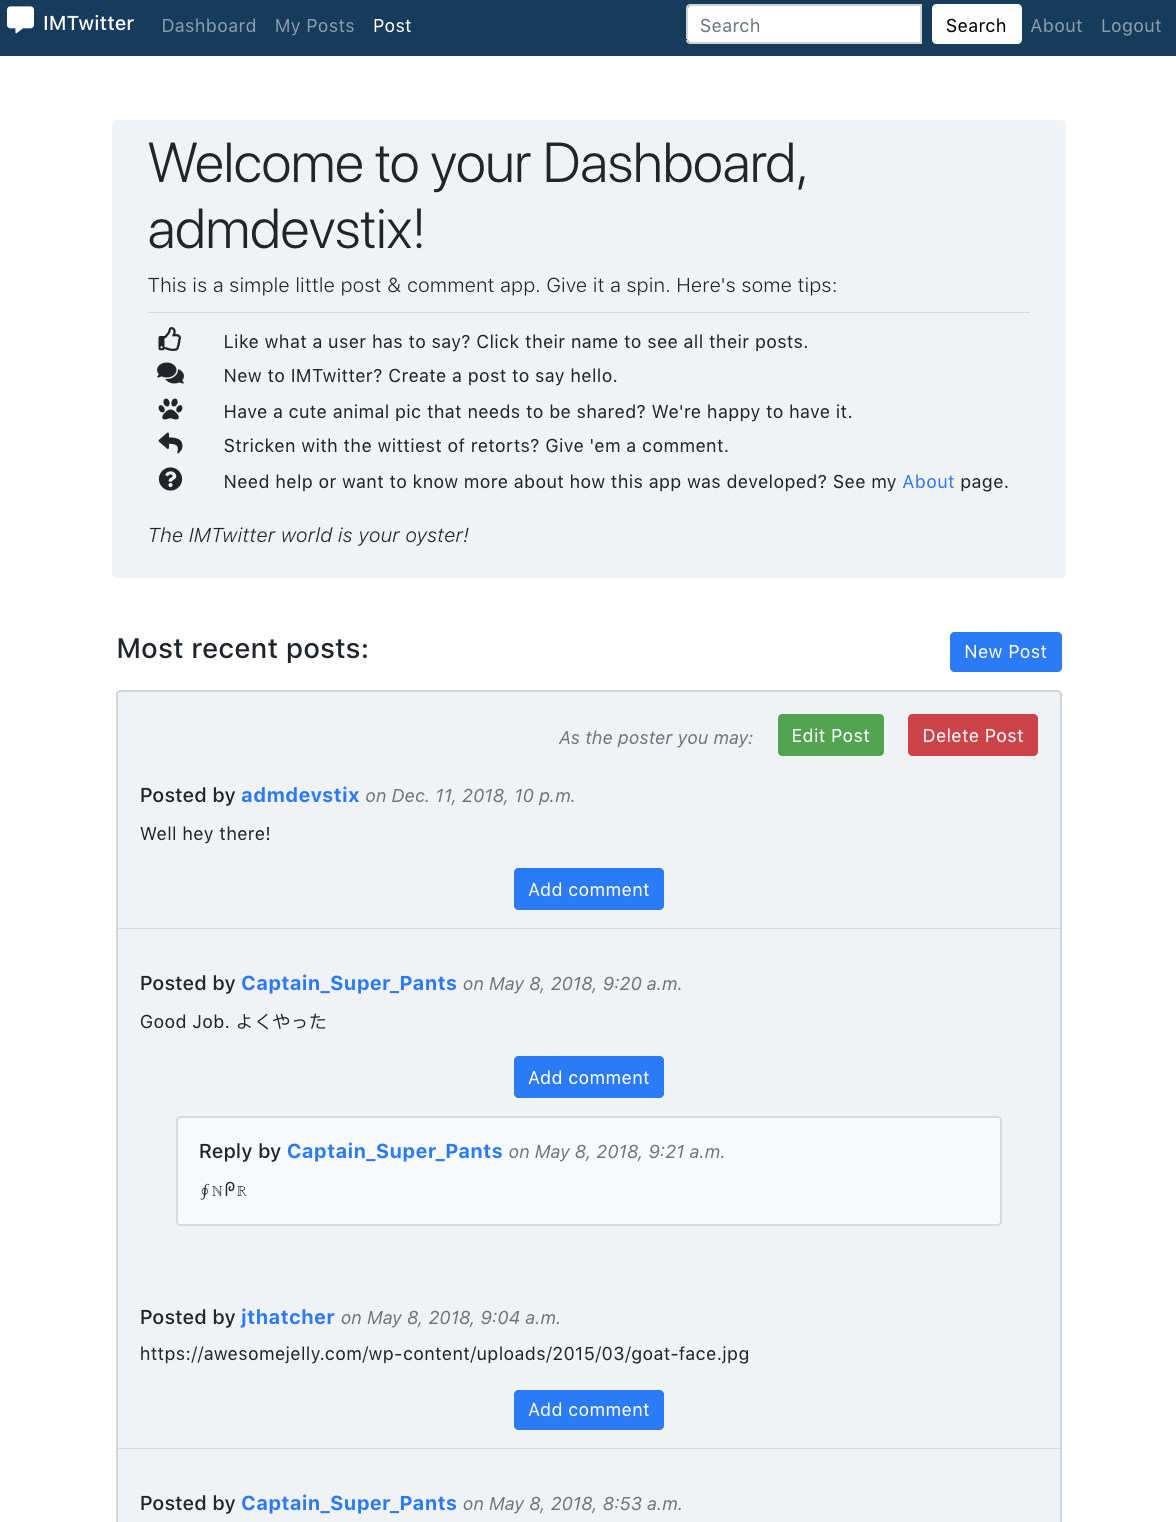 IMTwitter Dashboard My Posts Post Search Search About Logout
Welcome to your Dashboard,
admdevstix!
This is a simple little post & comment app. Give it a spin. Here's some tips:
Like what a user has to say? Click their name to see all their posts.
New to IMTwitter? Create a post to say hello.
Have a cute animal pic that needs to be shared? We're happy to have it.
Stricken with the wittiest of retorts? Give 'em a comment.
Need help or want to know more about how this app was developed? See my About page.
The IMTwitter world is your oyster!
Most recent posts: New Post
As the poster you may: Edit Post Delete Post
Posted by admdevstix on Dec. 11, 2018, 10 p.m.
Well hey there!
Add comment
Posted by Captain_Super_Pants on May 8, 2018, 9:20 a.m.
Good Job. よくやった
Add comment
Reply by Captain_Super_Pants on May 8, 2018, 9:21 a.m.
∮ℕᎵℝ
Posted by jthatcher on May 8, 2018, 9:04 a.m.
https://awesomejelly.com/wp-content/uploads/2015/03/goat-face.jpg
Add comment
Posted by Captain_Super_Pants on May 8, 2018, 8:53 a.m.